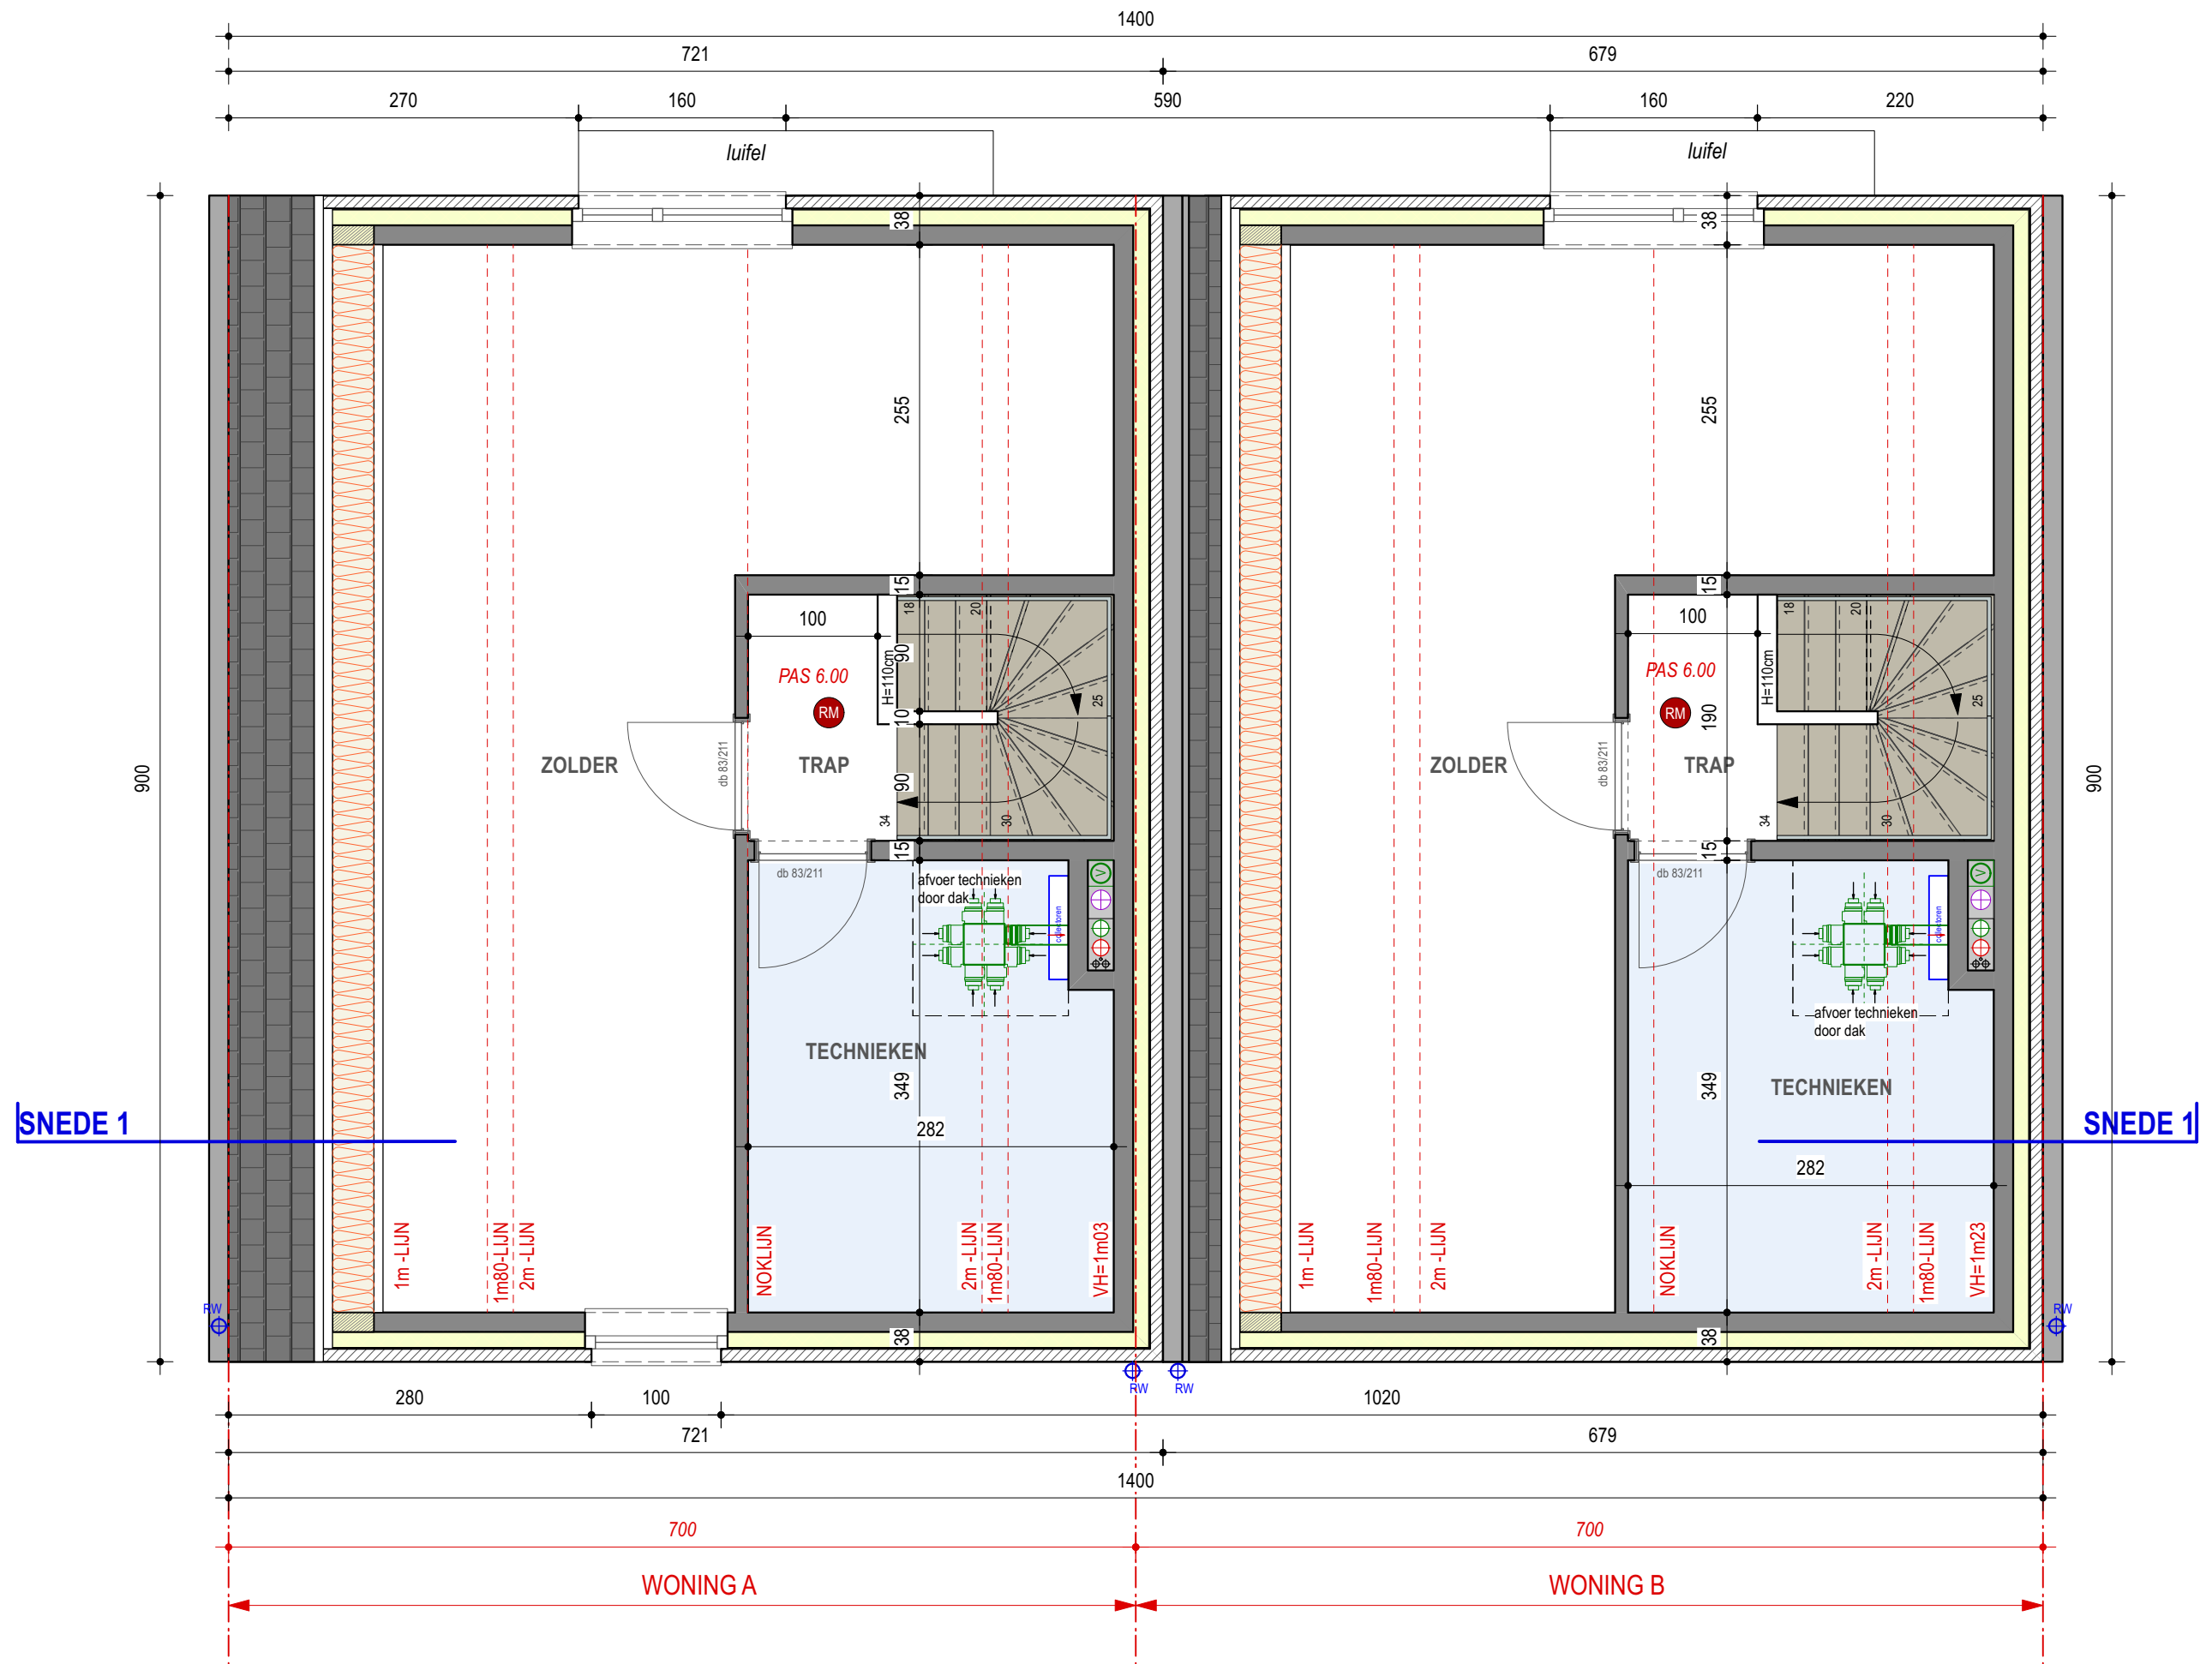 1400
721
679
270
160
590
160
220
luifel
luifel
38
38
255
255
15
15
18
20
18
20
100
100
90
H=110cm
H=110cm
PAS 6.00
PAS 6.00
RM
RM
10
190
25
25
ZOLDER
db 83/211
TRAP
ZOLDER
db 83/211
TRAP
90
34
30
34
30
900
900
15
15
db 83/211
db 83/211
afvoer technieken
door dak
collectoren
V
collectoren
V
afvoer technieken
door dak
TECHNIEKEN
TECHNIEKEN
349
349
SNEDE 1
SNEDE 1
282
282
1m -LIJN
1m80-LIJN
2m -LIJN
NOKLIJN
2m -LIJN
1m80-LIJN
VH=1m03
1m -LIJN
1m80-LIJN
2m -LIJN
NOKLIJN
2m -LIJN
1m80-LIJN
VH=1m23
RW
RW
38
38
RW
RW
280
100
1020
721
679
1400
700
700
WONING A
WONING B